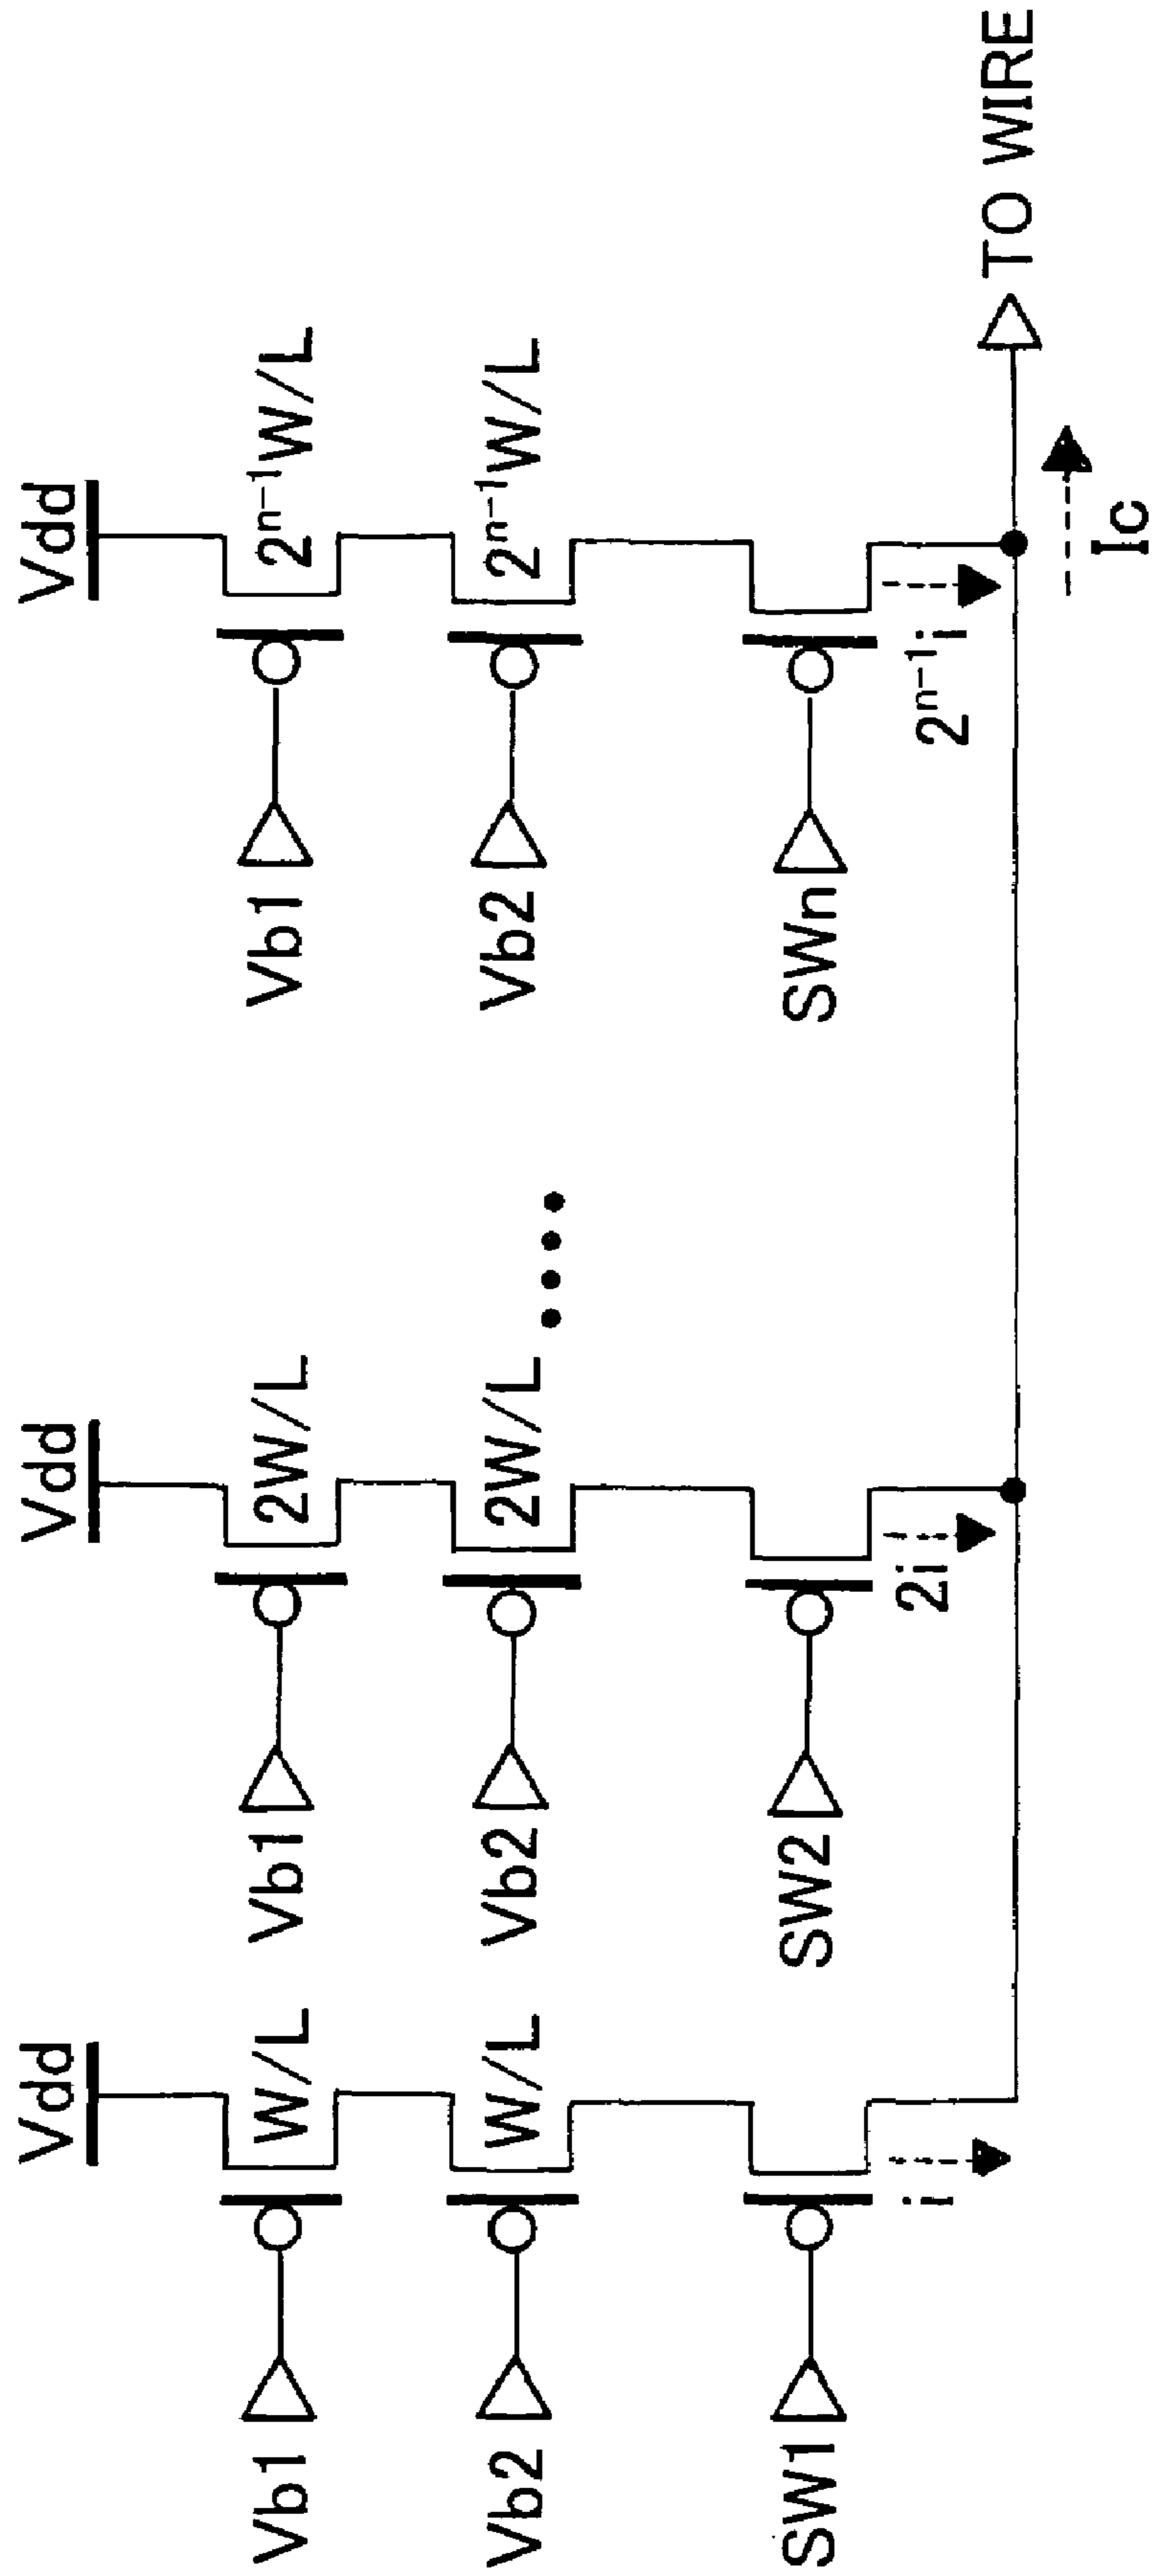 Vdd
Vdd
Vdd
Vb1
W/L
Vb1
2W/L
Vb1
2ⁿ⁻¹W/L
Vb2
W/L
Vb2
2W/L
Vb2
2ⁿ⁻¹W/L
SW1
SW2
SWn
i
2i
2ⁿ⁻¹i
TO WIRE
Ic